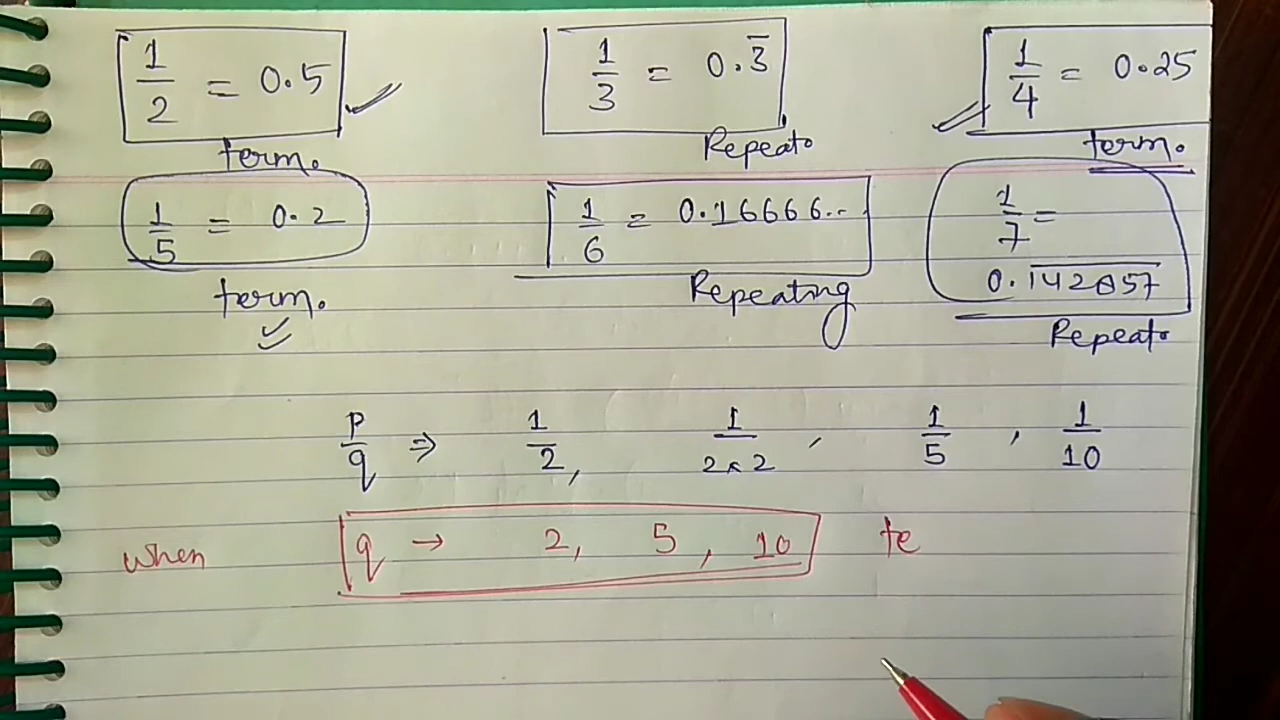 1/2 = 0.5   1/3 = 0.3̅   1/4 = 0.25
term.   Repeat.   term.
1/5 = 0.2   1/6 = 0.16666..   1/7 = 0.1̅4̅2̅8̅5̅7̅
term.   Repeating   Repeat.
p/q ⇒ 1/2, 1/2×2, 1/5, 1/10
when q → 2, 5, 10 te